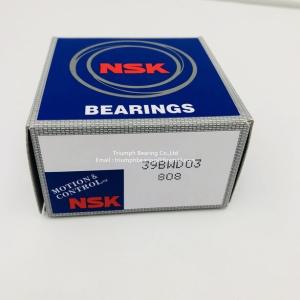 NSK
BEARINGS
Triumph Bearing Co.,Ltd
39BWD03
808
MOTION &
CONTROL
NSK